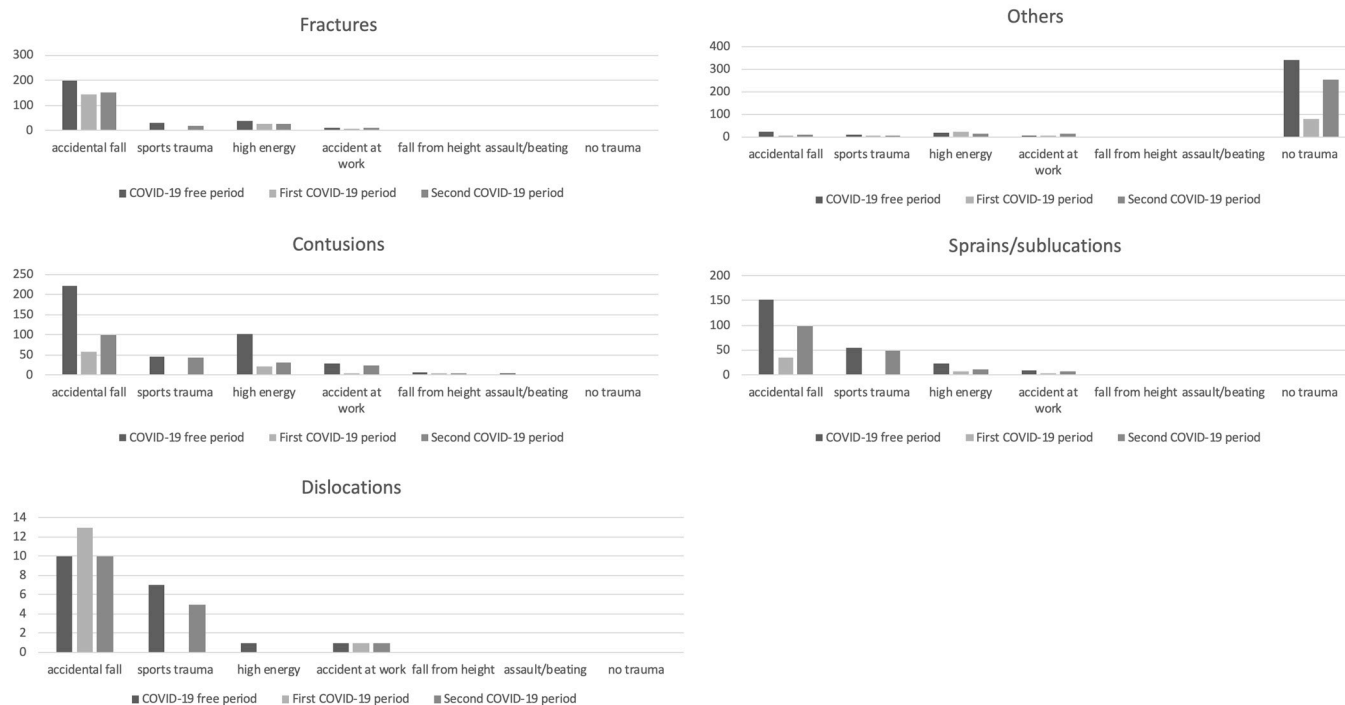 Fractures
300
200
100
0
accidental fall sports trauma high energy accident at work fall from height assault/beating no trauma
COVID-19 free period First COVID-19 period Second COVID-19 period
Others
400
300
200
100
0
accidental fall sports trauma high energy accident at work fall from height assault/beating no trauma
COVID-19 free period First COVID-19 period Second COVID-19 period
Contusions
250
200
150
100
50
0
accidental fall sports trauma high energy accident at work fall from height assault/beating no trauma
COVID-19 free period First COVID-19 period Second COVID-19 period
Sprains/sublucations
200
150
100
50
0
accidental fall sports trauma high energy accident at work fall from height assault/beating no trauma
COVID-19 free period First COVID-19 period Second COVID-19 period
Dislocations
14
12
10
8
6
4
2
0
accidental fall sports trauma high energy accident at work fall from height assault/beating no trauma
COVID-19 free period First COVID-19 period Second COVID-19 period